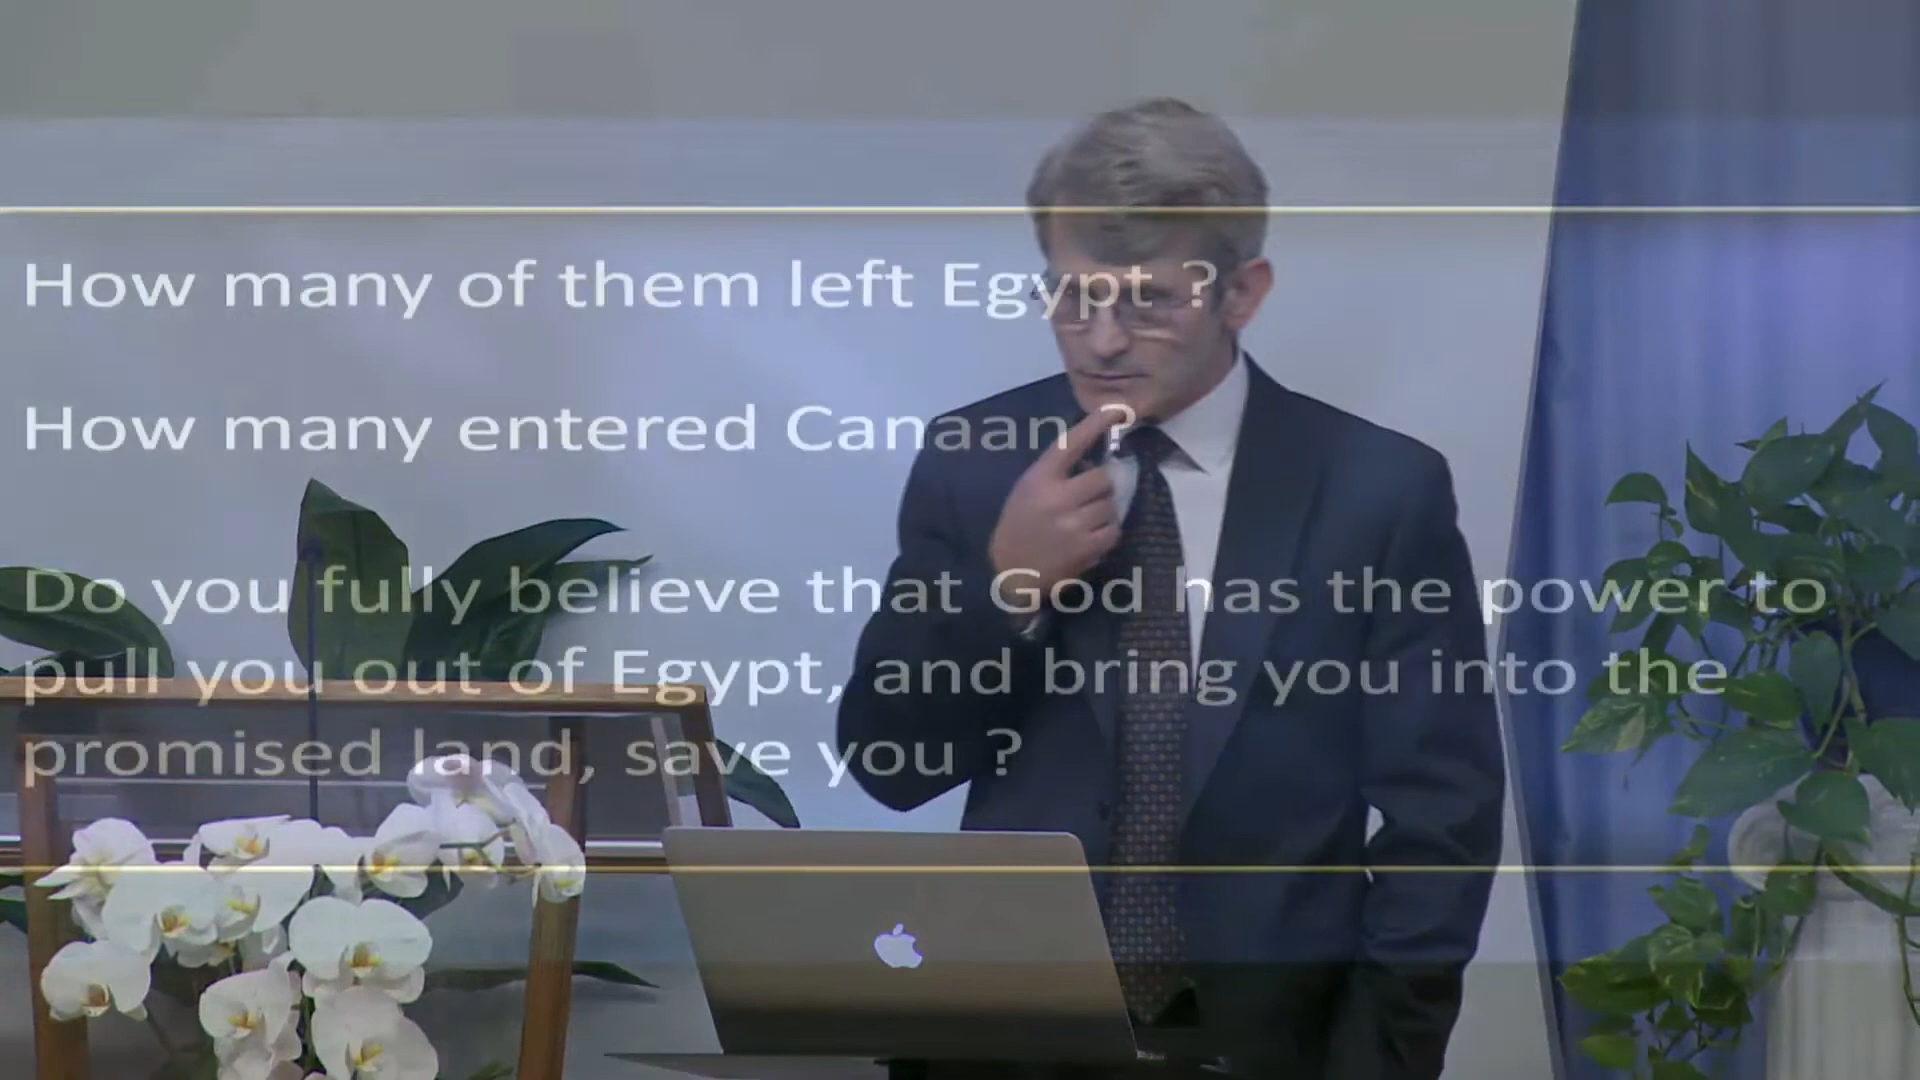 How many of them left Egypt ?
How many entered Canaan ?
Do you fully believe that God has the power to
pull you out of Egypt, and bring you into the
promised land, save you ?